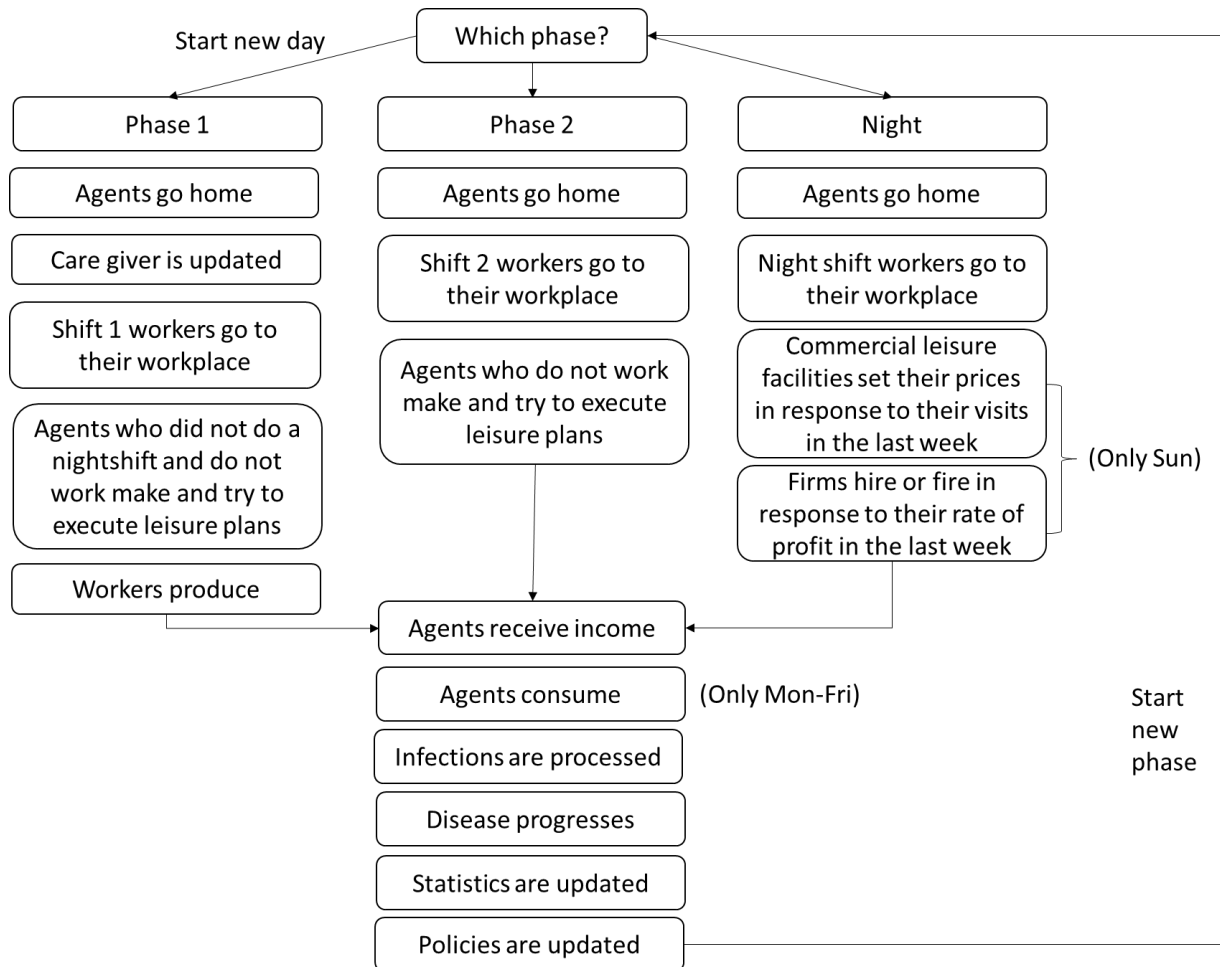 Which phase?
Start new day
Phase 1
Agents go home
Care giver is updated
Shift 1 workers go to
their workplace
Agents who did not do a
nightshift and do not
work make and try to
execute leisure plans
Workers produce
Phase 2
Agents go home
Shift 2 workers go to
their workplace
Agents who do not work
make and try to execute
leisure plans
Night
Agents go home
Night shift workers go to
their workplace
Commercial leisure
facilities set their prices
in response to their visits
in the last week
Firms hire or fire in
response to their rate of
profit in the last week
(Only Sun)
Agents receive income
Agents consume
(Only Mon-Fri)
Infections are processed
Disease progresses
Statistics are updated
Policies are updated
Start
new
phase